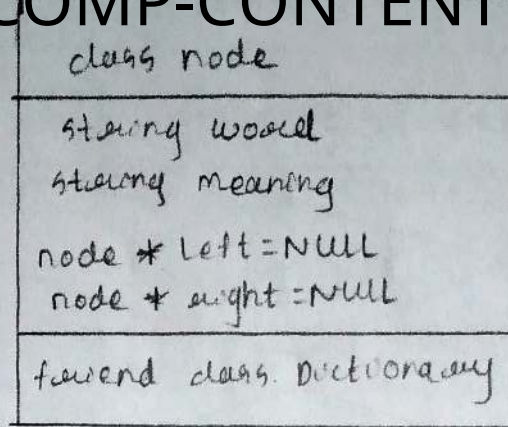 COMP-CONTENT
class node
string word
string meaning
node * left = NULL
node * right = NULL
friend class Dictionary